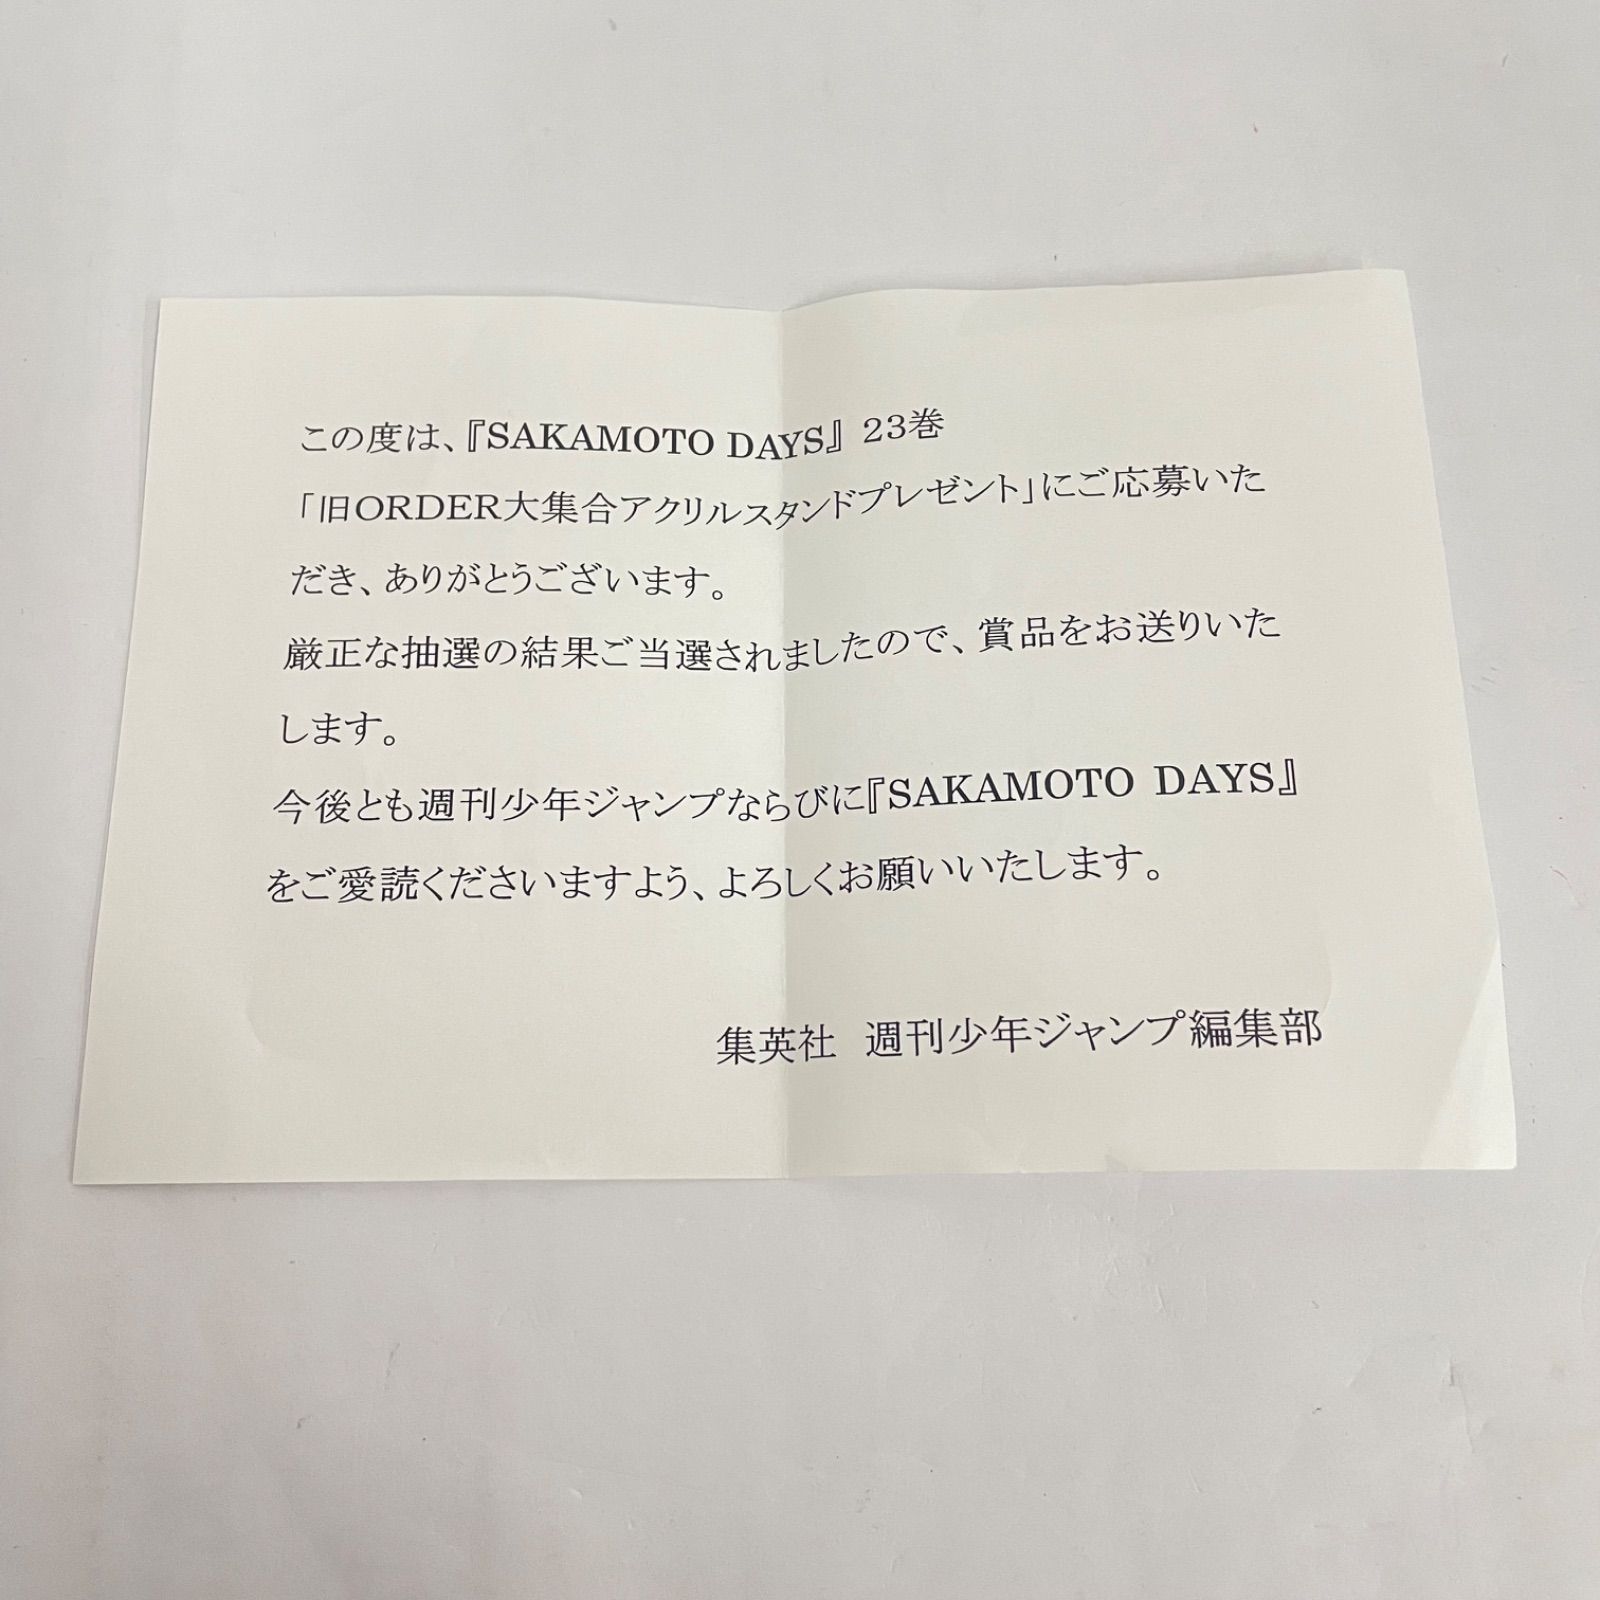 この度は、『SAKAMOTO DAYS』23巻
「旧ORDER大集合アクリルスタンドプレゼント」にご応募いた
だき、ありがとうございます。
厳正な抽選の結果ご当選されましたので、賞品をお送りいた
します。
今後とも週刊少年ジャンプならびに『SAKAMOTO DAYS』
をご愛読くださいますよう、よろしくお願いいたします。
集英社　週刊少年ジャンプ編集部